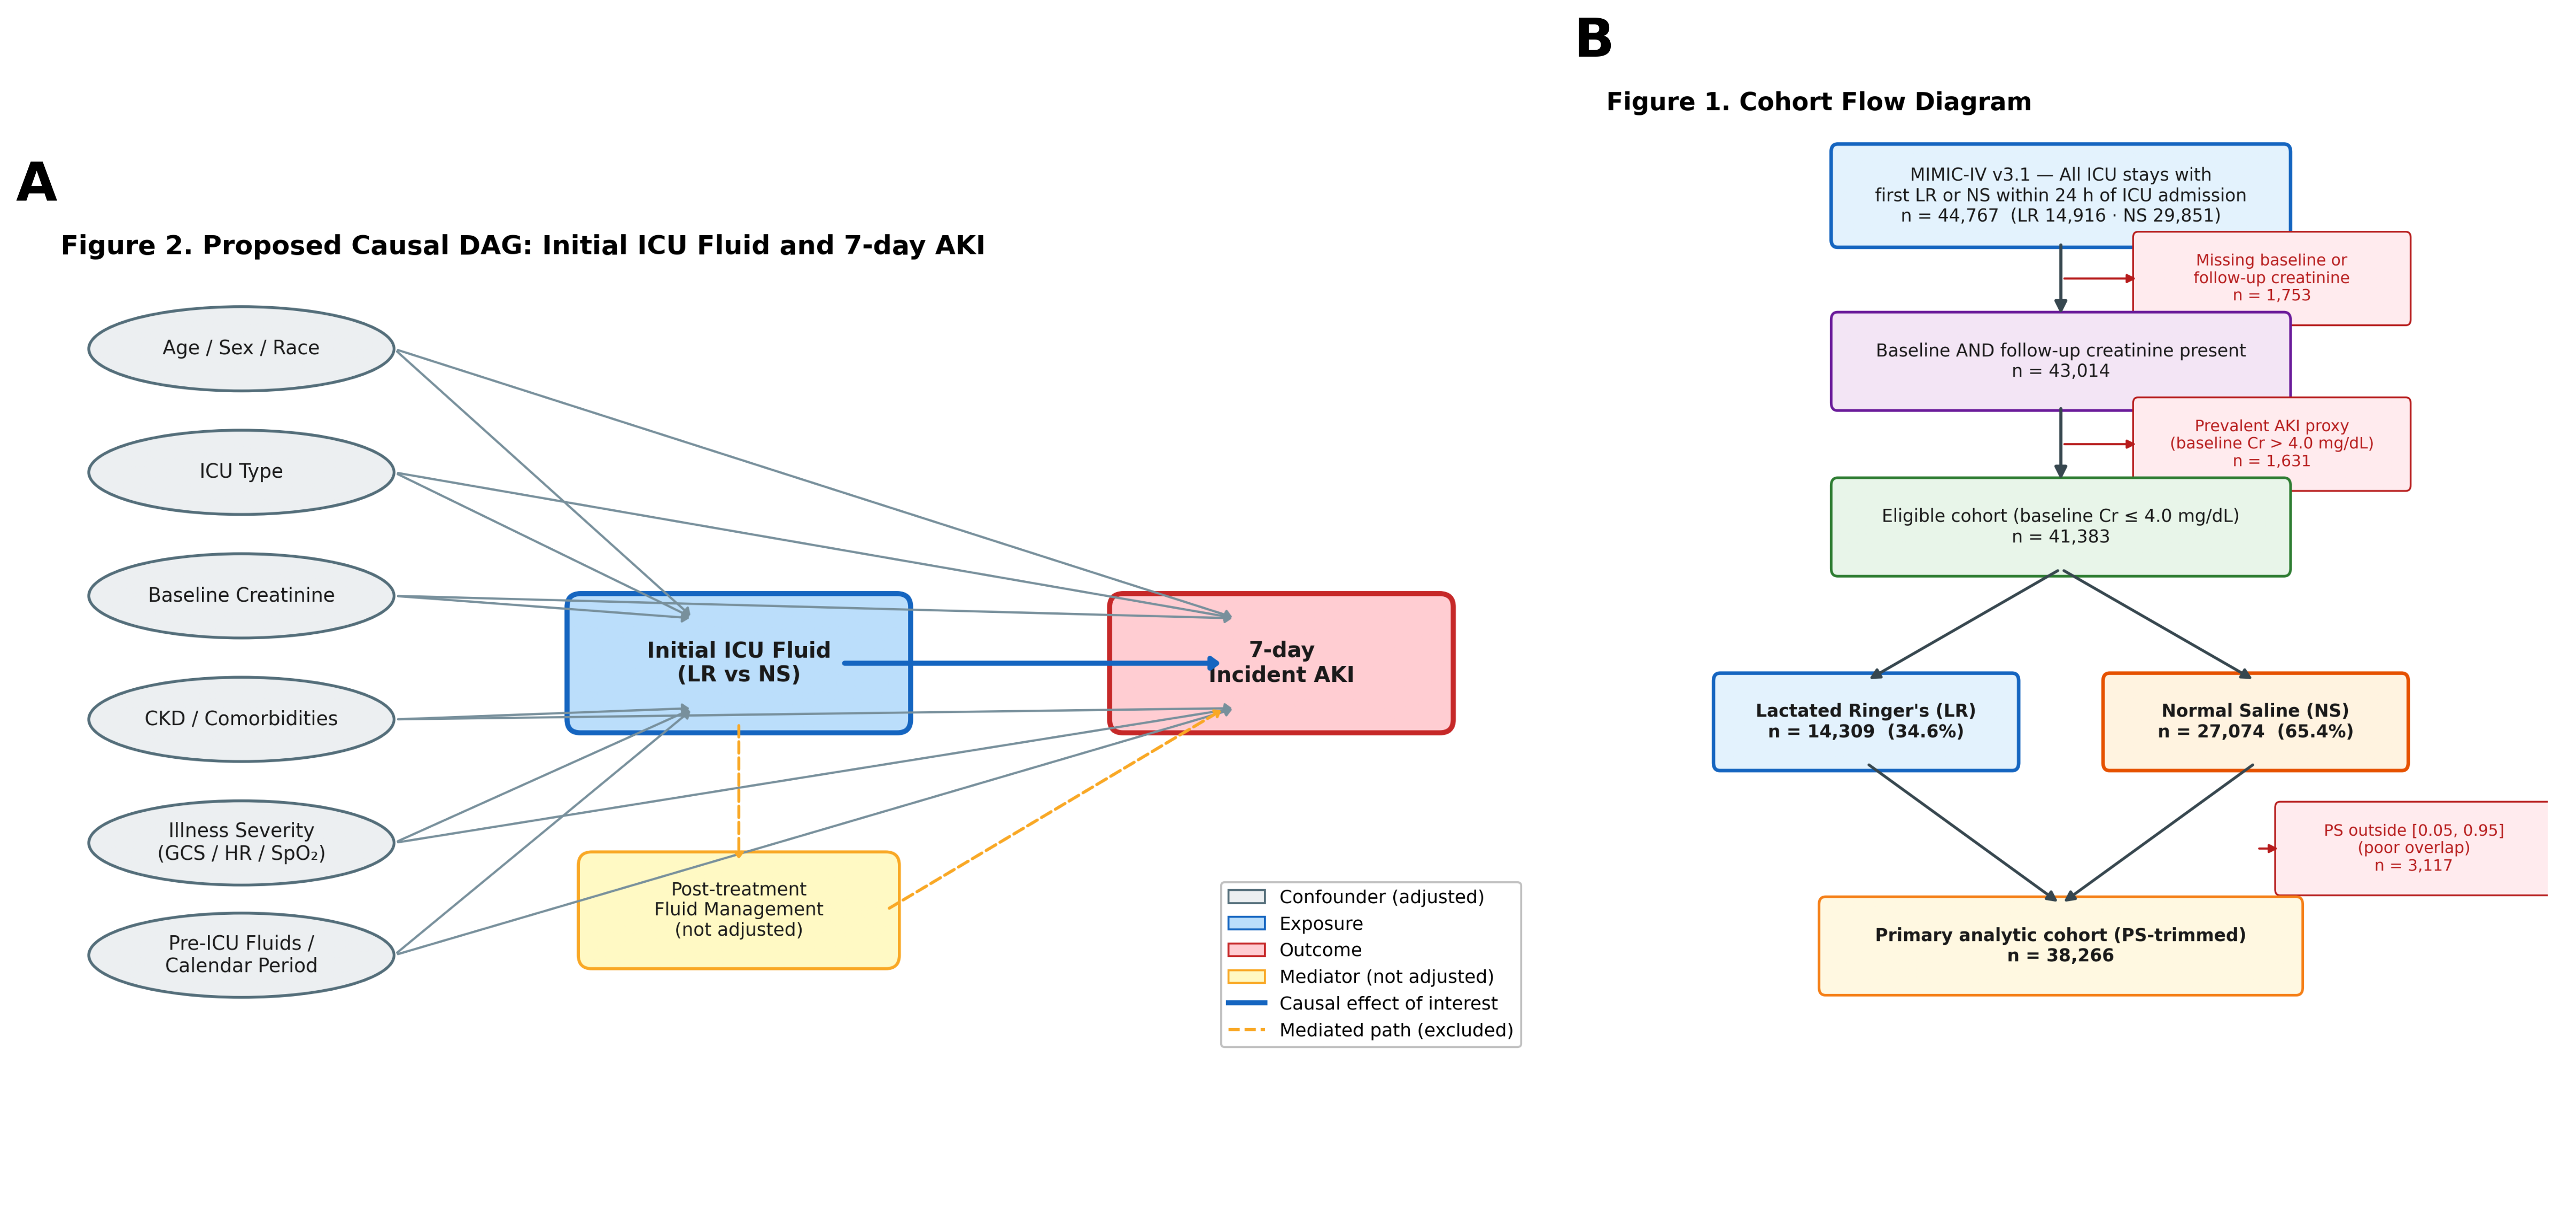 A
Figure 2. Proposed Causal DAG: Initial ICU Fluid and 7-day AKI
Age / Sex / Race
ICU Type
Baseline Creatinine
CKD / Comorbidities
Illness Severity
(GCS / HR / SpO₂)
Pre-ICU Fluids /
Calendar Period
Initial ICU Fluid
(LR vs NS)
7-day
Incident AKI
Post-treatment
Fluid Management
(not adjusted)
Confounder (adjusted)
Exposure
Outcome
Mediator (not adjusted)
Causal effect of interest
Mediated path (excluded)
B
Figure 1. Cohort Flow Diagram
MIMIC-IV v3.1 — All ICU stays with
first LR or NS within 24 h of ICU admission
n = 44,767  (LR 14,916 · NS 29,851)
Missing baseline or
follow-up creatinine
n = 1,753
Baseline AND follow-up creatinine present
n = 43,014
Prevalent AKI proxy
(baseline Cr > 4.0 mg/dL)
n = 1,631
Eligible cohort (baseline Cr ≤ 4.0 mg/dL)
n = 41,383
Lactated Ringer's (LR)
n = 14,309  (34.6%)
Normal Saline (NS)
n = 27,074  (65.4%)
PS outside [0.05, 0.95]
(poor overlap)
n = 3,117
Primary analytic cohort (PS-trimmed)
n = 38,266